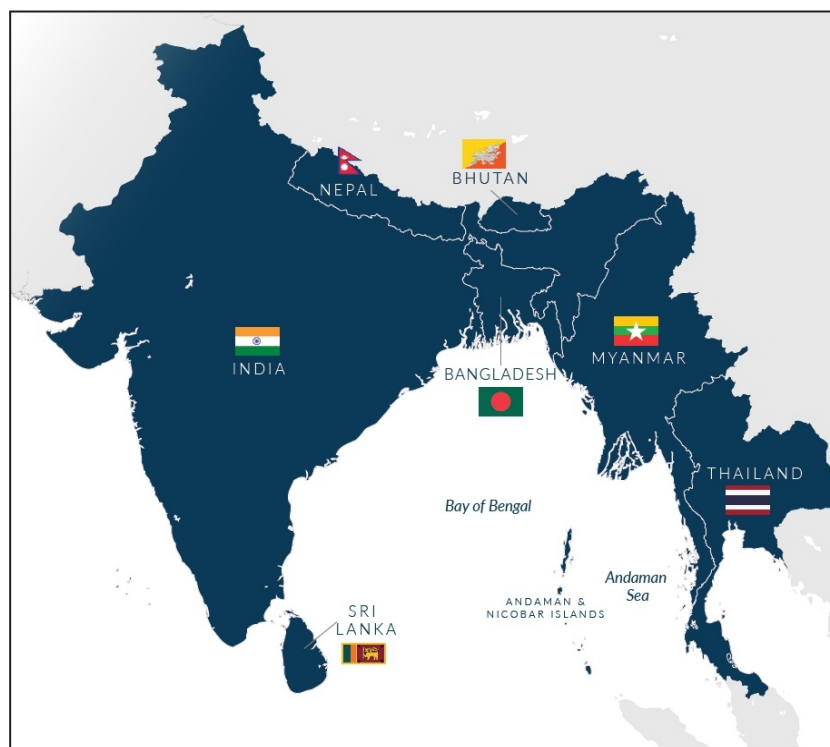 NEPAL
BHUTAN
INDIA
BANGLADESH
MYANMAR
THAILAND
Bay of Bengal
Andaman
Sea
ANDAMAN &
NICOBAR ISLANDS
SRI
LANKA